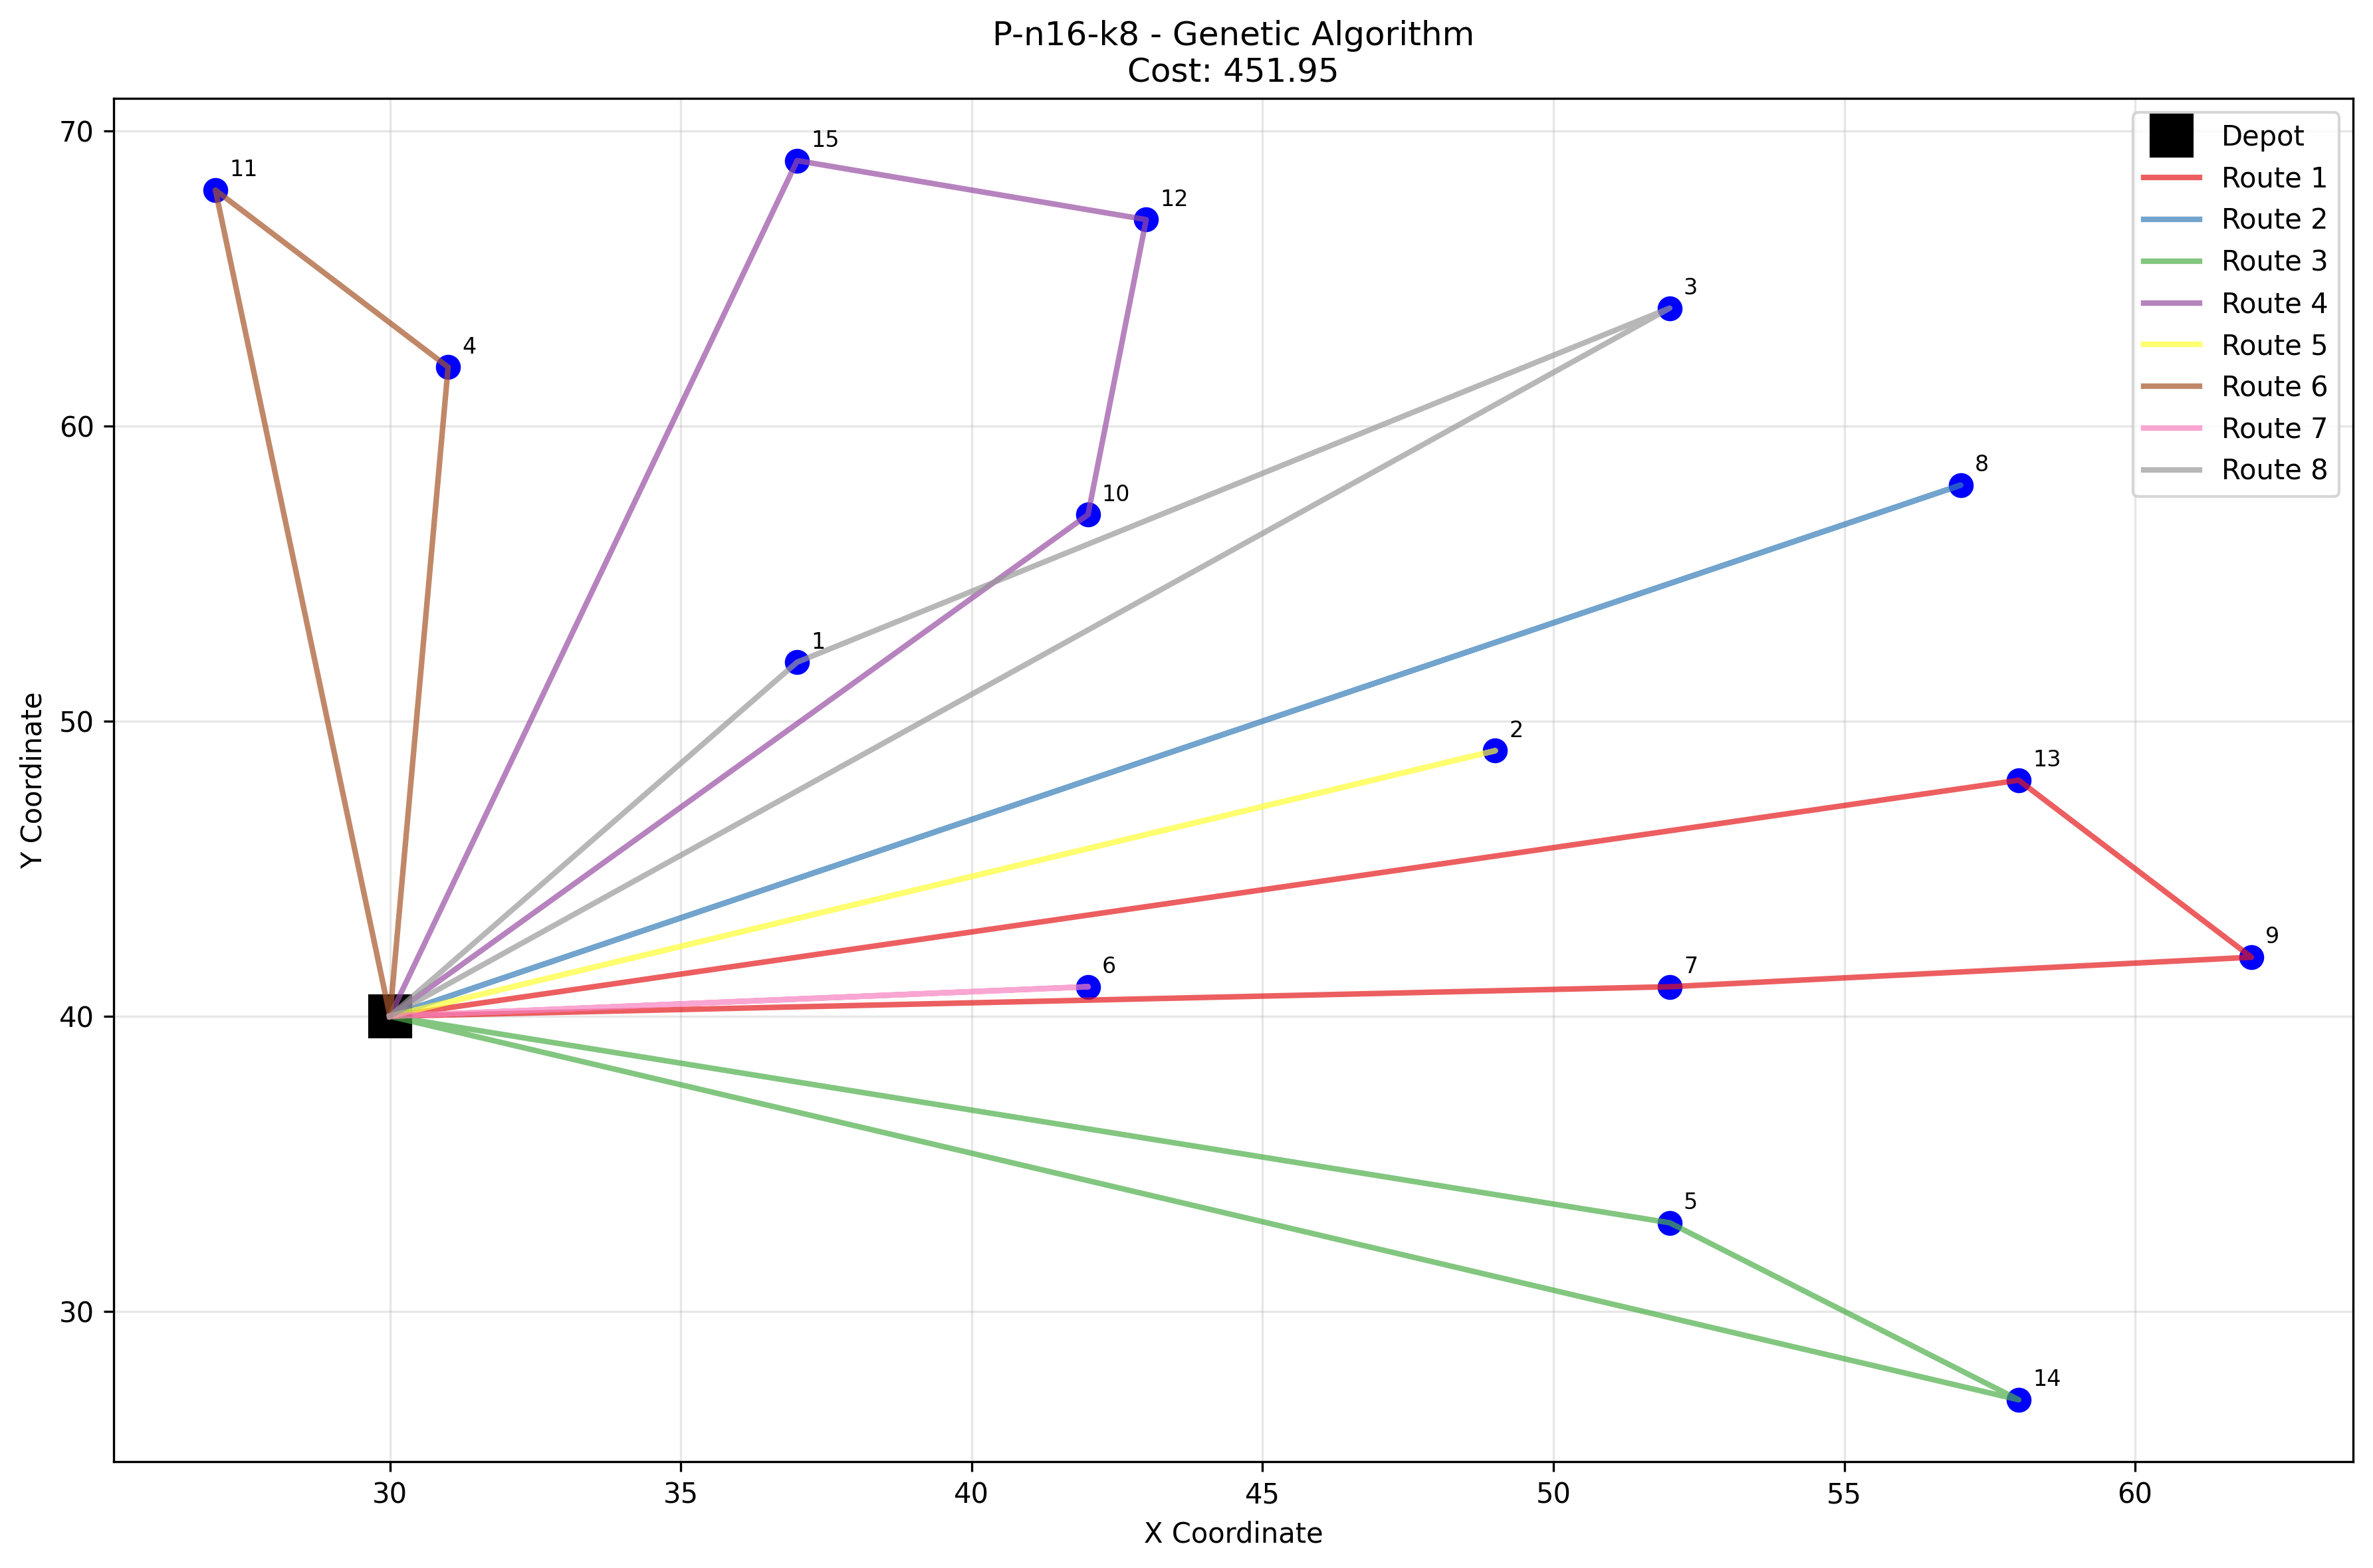 P-n16-k8 - Genetic Algorithm
Cost: 451.95
Depot
Route 1
Route 2
Route 3
Route 4
Route 5
Route 6
Route 7
Route 8
70
60
50
40
30
Y Coordinate
11
15
12
4
3
8
10
1
2
13
6
7
9
5
14
30
35
40
45
50
55
60
X Coordinate